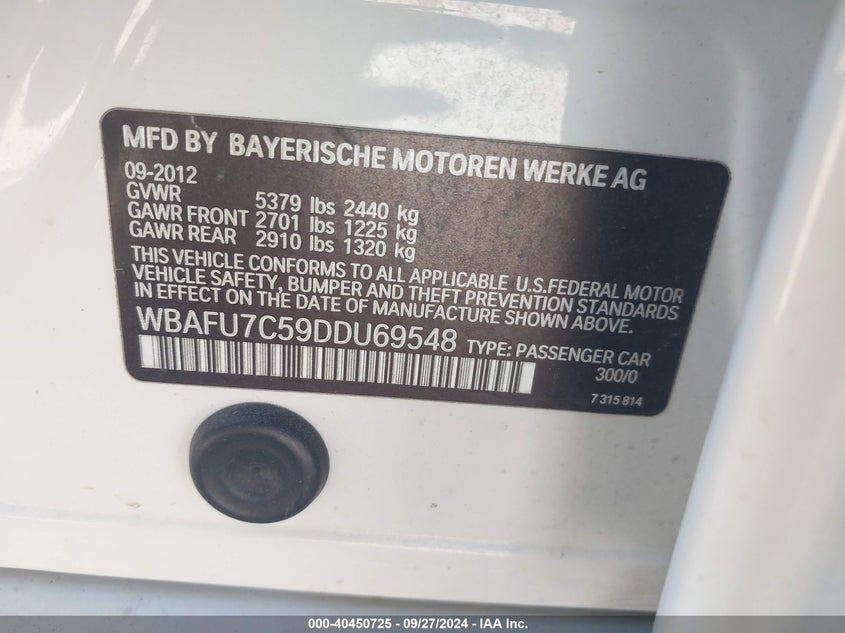 MFD BY BAYERISCHE MOTOREN WERKE AG
09-2012
GVWR 5379 lbs 2440 kg
GAWR FRONT 2701 lbs 1225 kg
GAWR REAR 2910 lbs 1320 kg
THIS VEHICLE CONFORMS TO ALL APPLICABLE U.S.FEDERAL MOTOR
VEHICLE SAFETY, BUMPER AND THEFT PREVENTION STANDARDS
IN EFFECT ON THE DATE OF MANUFACTURE SHOWN ABOVE.
WBAFU7C59DDU69548 TYPE: PASSENGER CAR
300/0
7 315 814
000-40450725 - 09/27/2024 - IAA Inc.